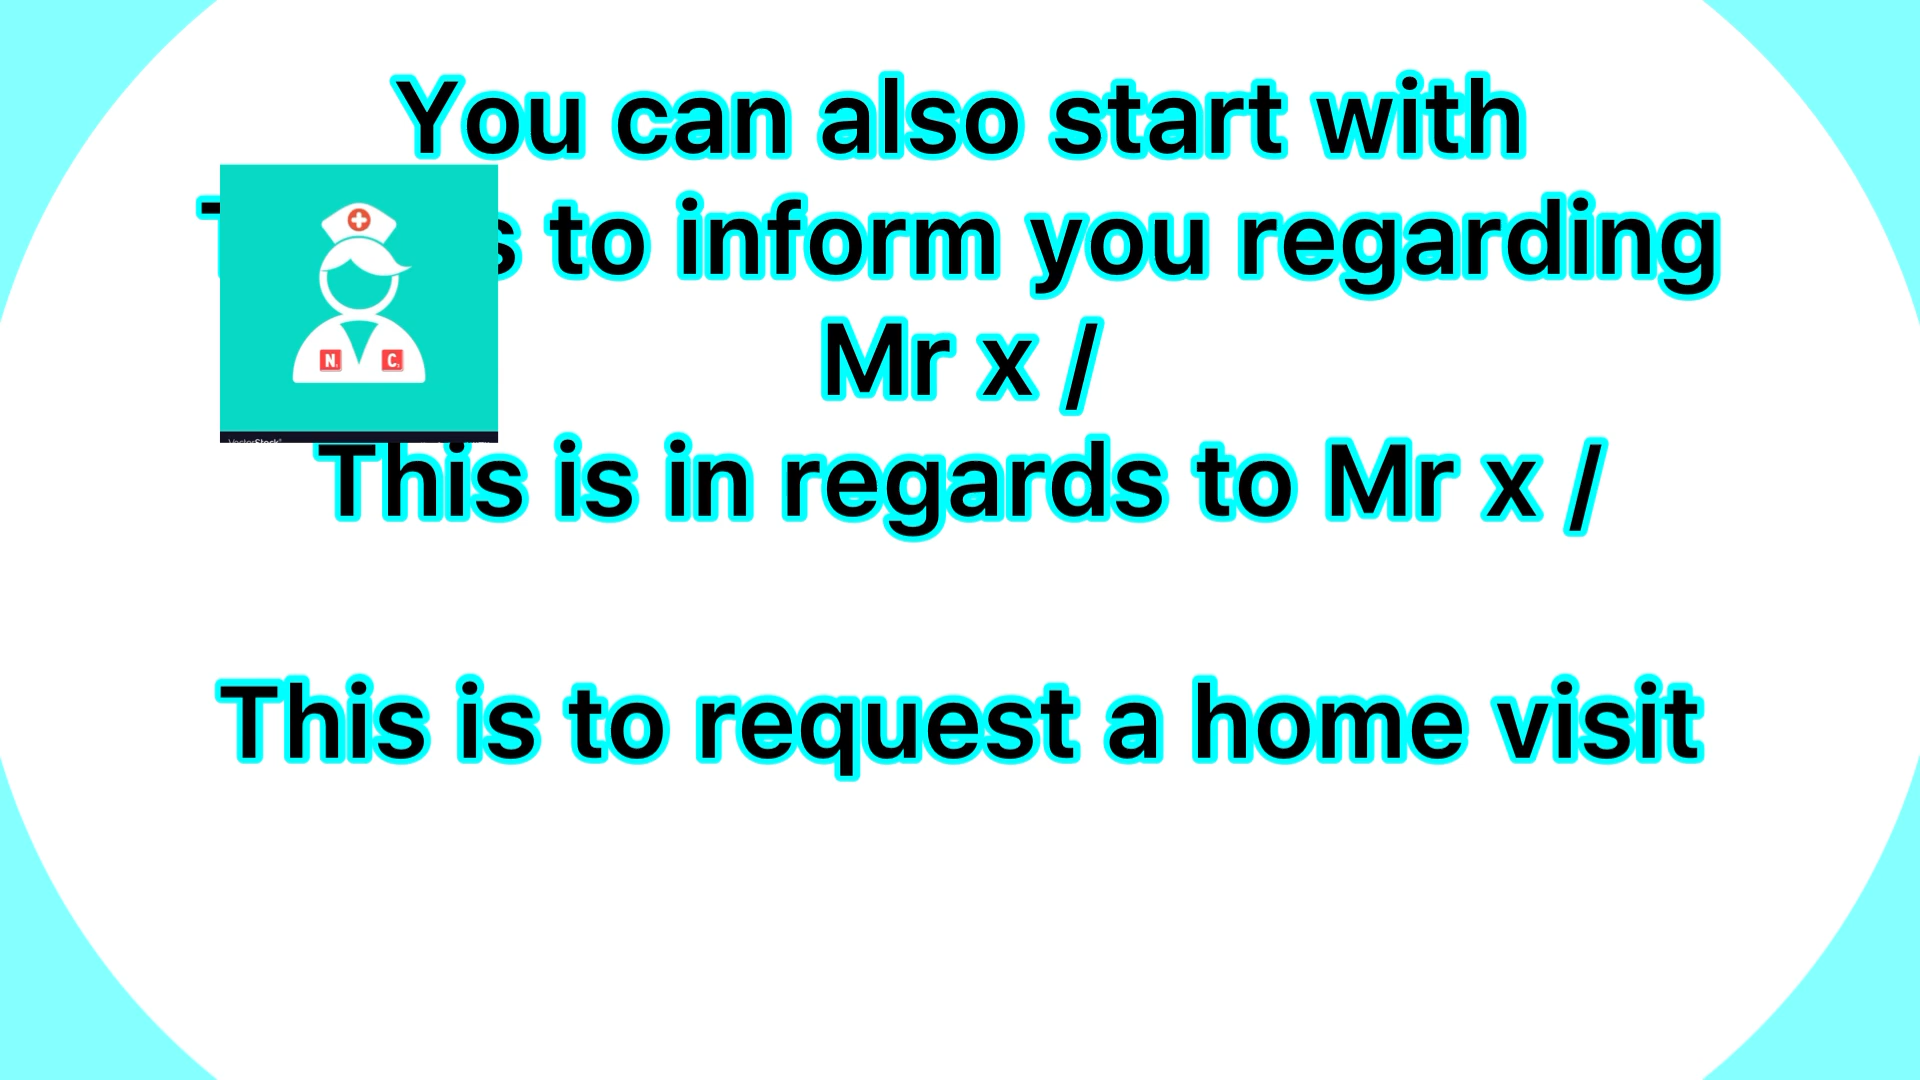 You can also start with
s to inform you regarding
Mr x /
This is in regards to Mr x /
This is to request a home visit
N
C
VectorStock